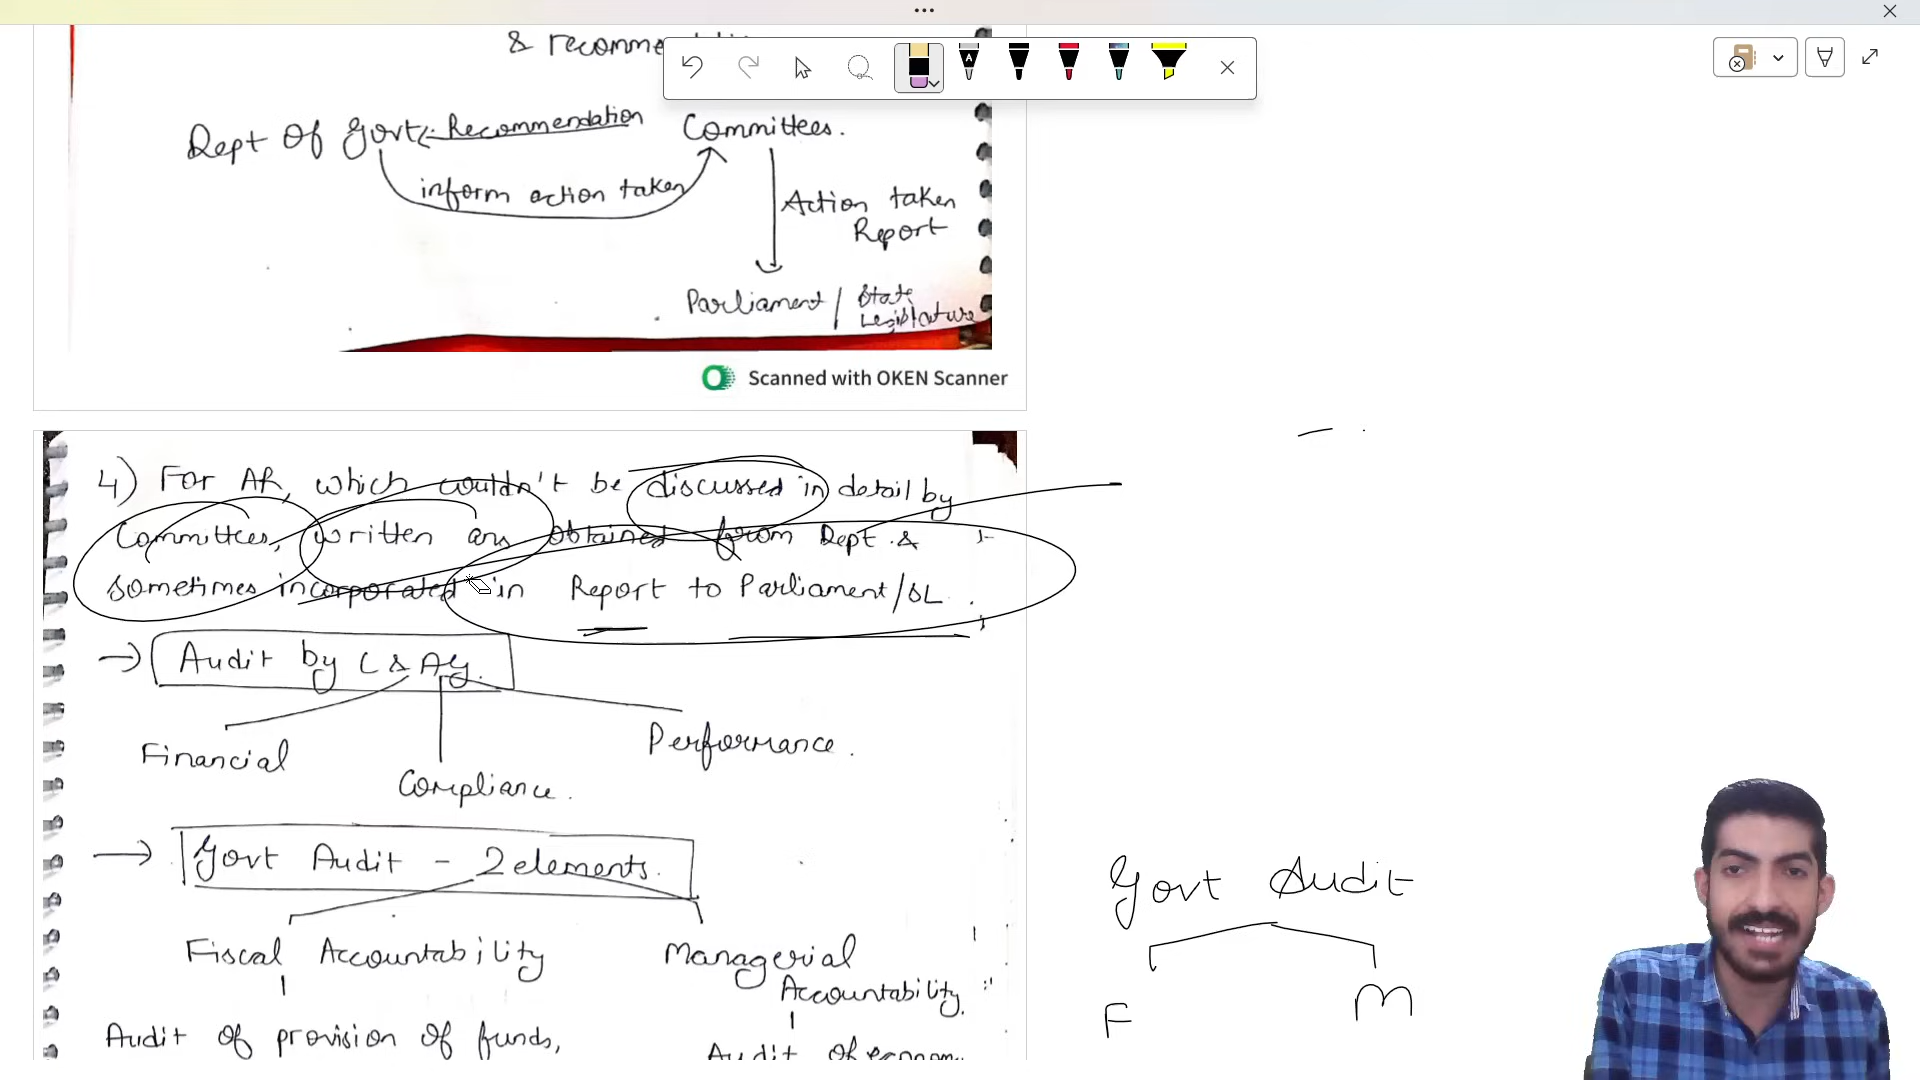 & recomme
Dept Of Govt
Recommendation
Committees.
inform action taken
Action taken
Report
Parliament / State
Legislature
Scanned with OKEN Scanner
4) For AR, which couldn't be discussed in detail by
Committees, written ans obtained from Dept. &
sometimes incorporated in Report to Parliament/SL.
→ Audit by C & AG.
Financial
Compliance.
Performance.
→ Govt Audit - 2 elements.
Fiscal Accountability
Managerial
Accountability.
Audit of provision of funds,
Audit of econom
Govt Audit
F
M